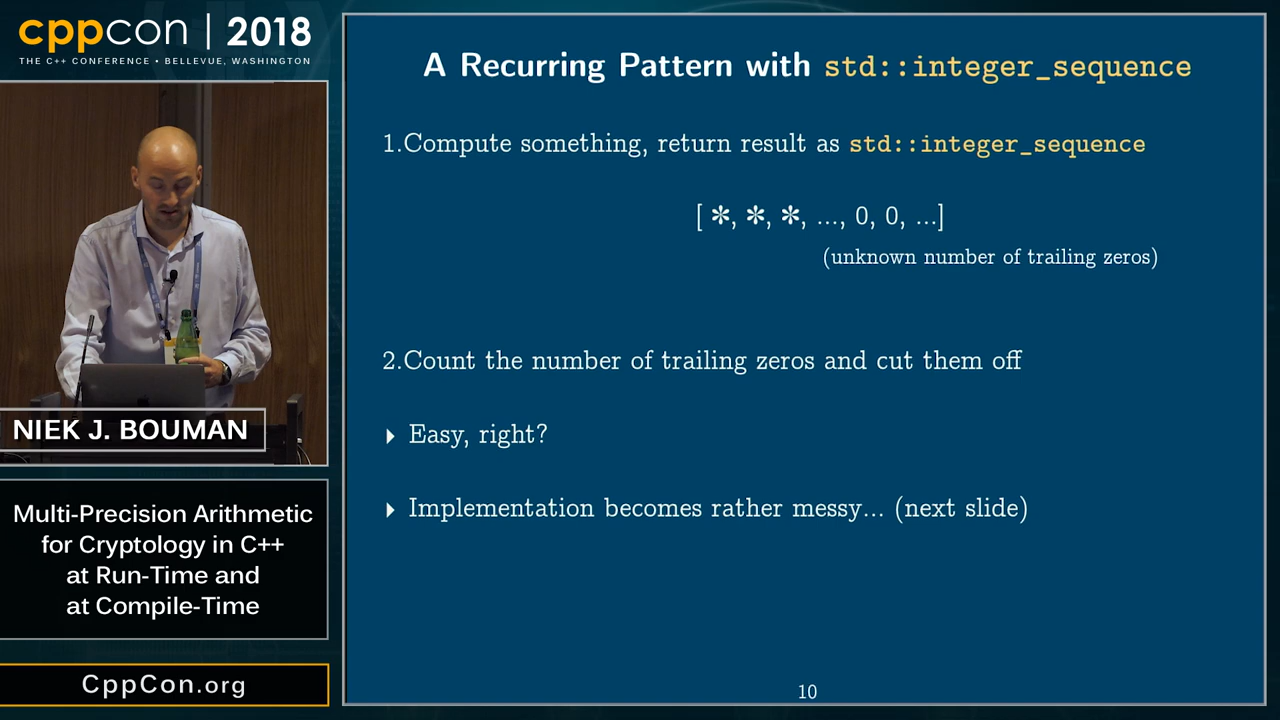 cppcon | 2018
THE C++ CONFERENCE • BELLEVUE, WASHINGTON
NIEK J. BOUMAN
Multi-Precision Arithmetic
for Cryptology in C++
at Run-Time and
at Compile-Time
CppCon.org
A Recurring Pattern with std::integer_sequence
1.Compute something, return result as std::integer_sequence
[ *, *, *, ..., 0, 0, ...]
(unknown number of trailing zeros)
2.Count the number of trailing zeros and cut them off
▸ Easy, right?
▸ Implementation becomes rather messy... (next slide)
10